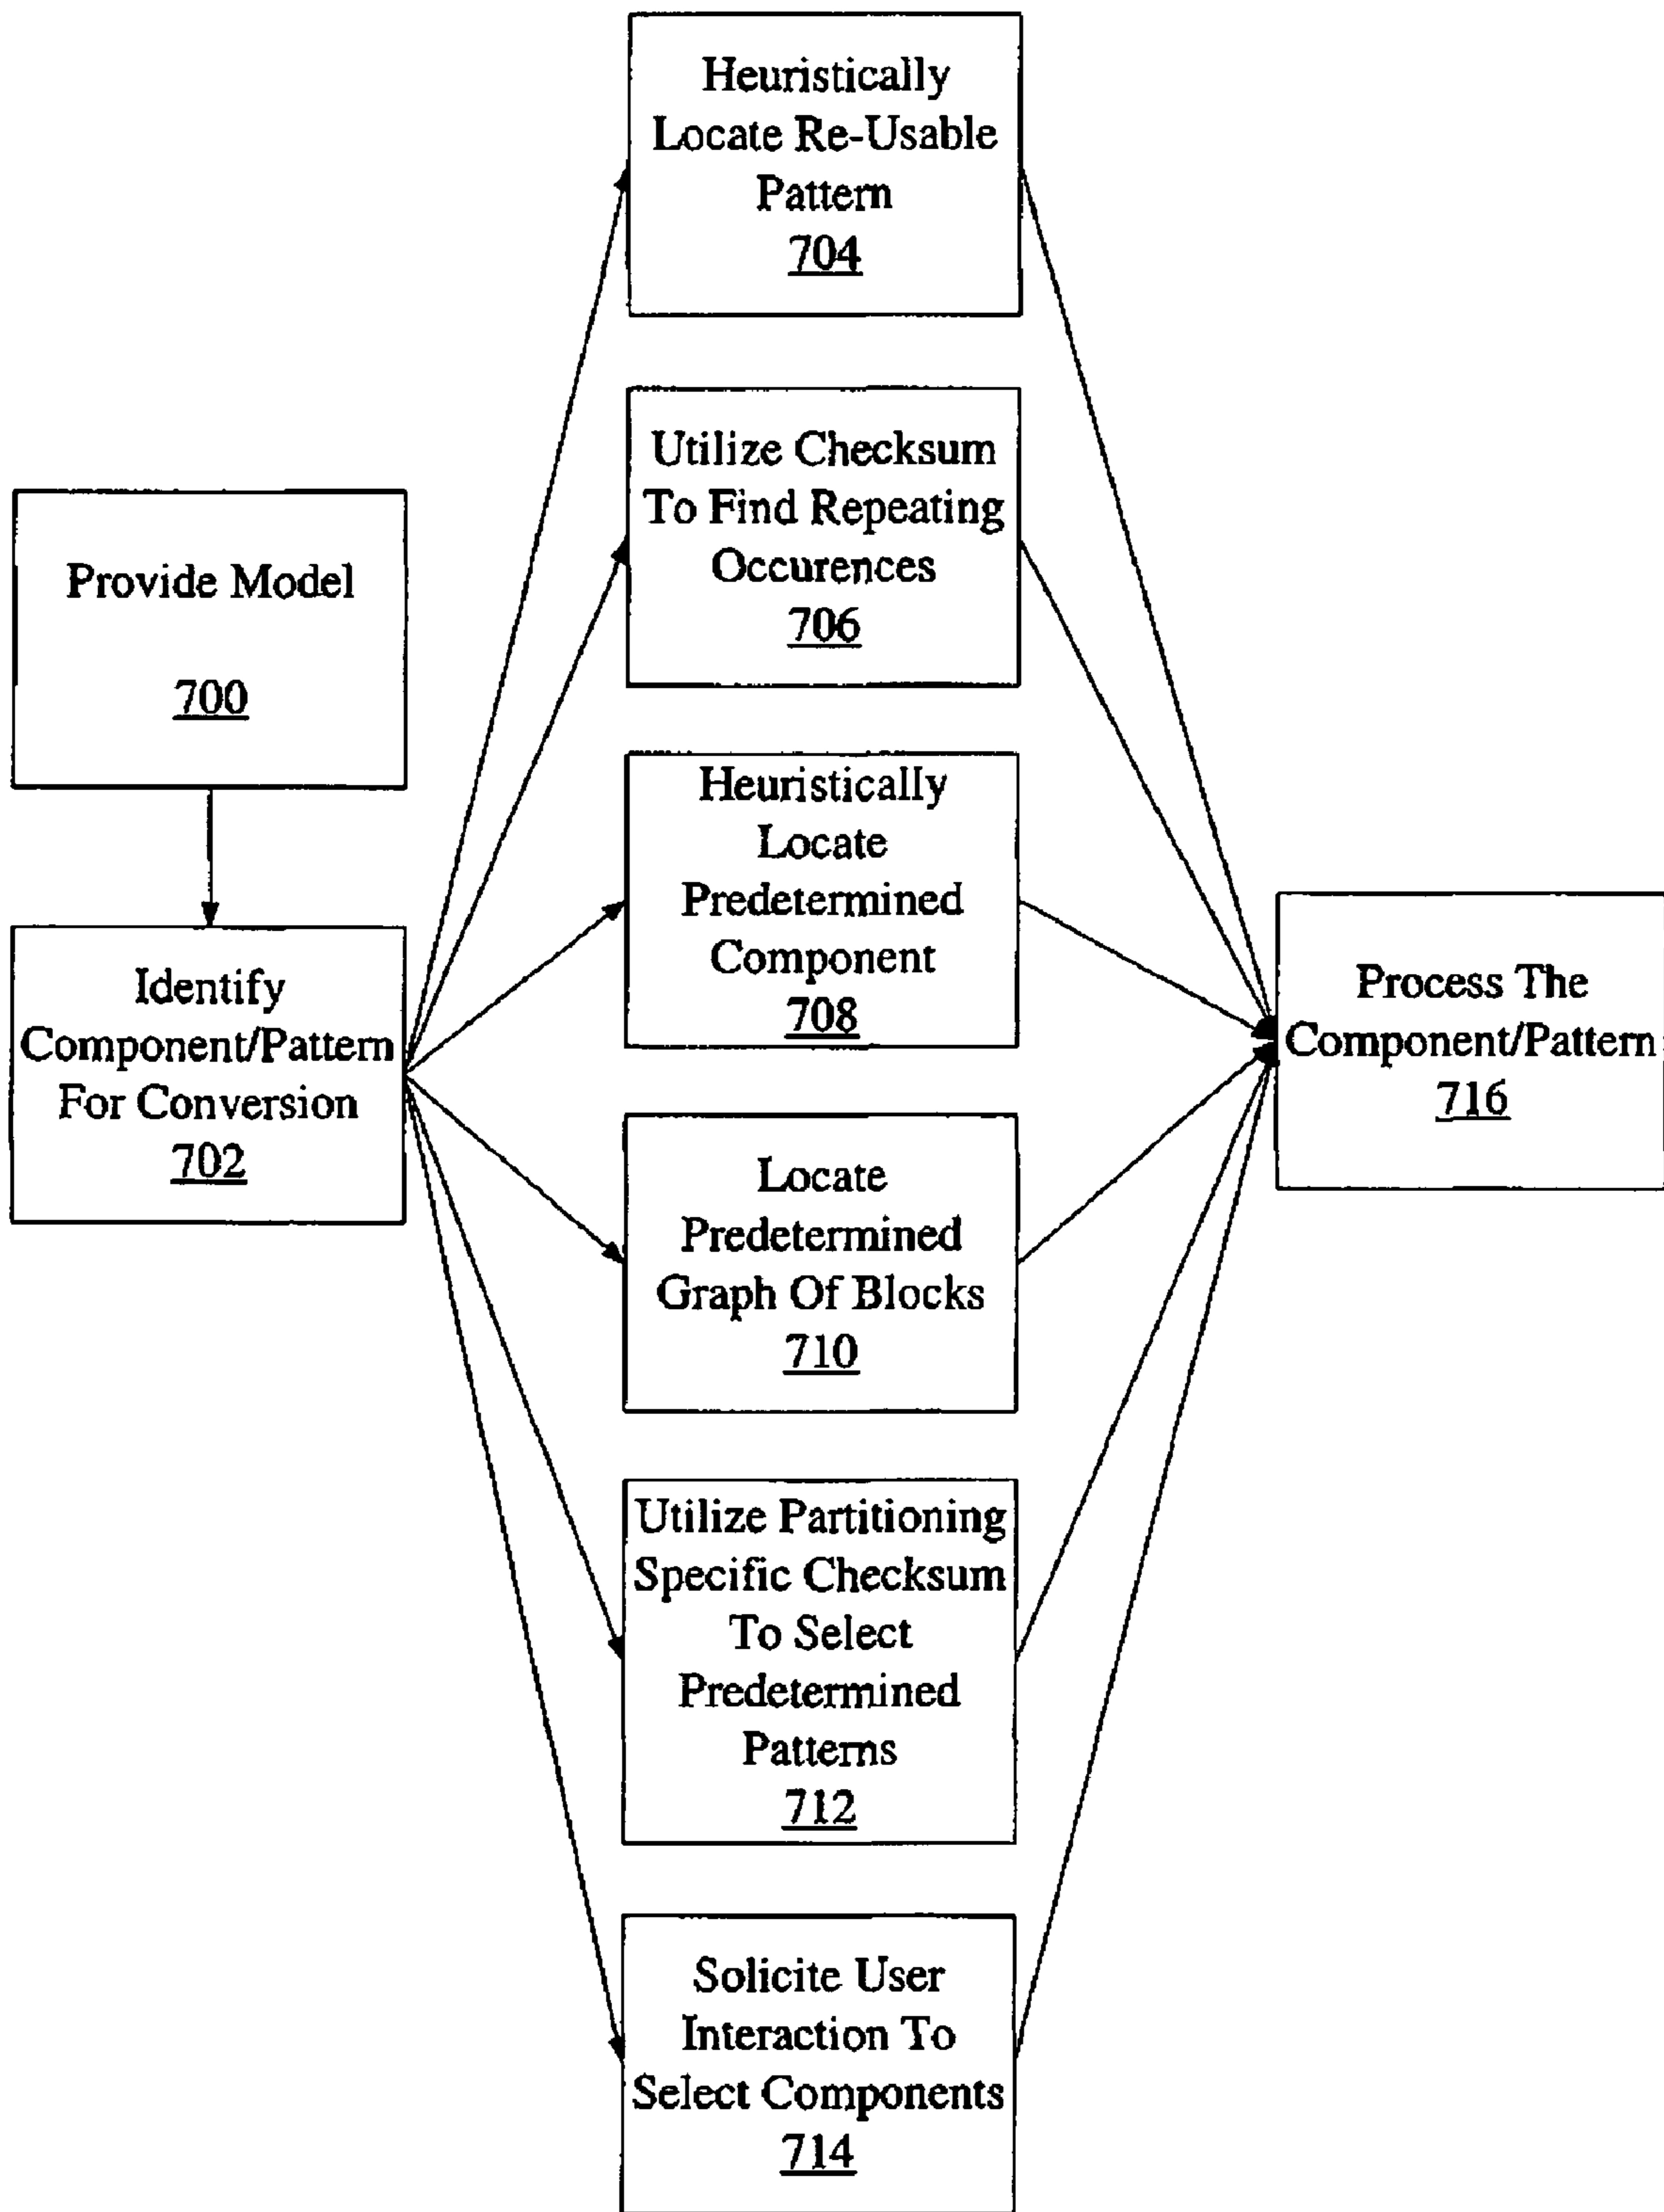 Provide Model
700
Identify
Component/Pattern
For Conversion
702
Heuristically
Locate Re-Usable
Pattern
704
Utilize Checksum
To Find Repeating
Occurences
706
Heuristically
Locate
Predetermined
Component
708
Locate
Predetermined
Graph Of Blocks
710
Utilize Partitioning
Specific Checksum
To Select
Predetermined
Patterns
712
Solicite User
Interaction To
Select Components
714
Process The
Component/Pattern
716